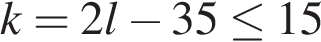 k = 2l − 35 ≤ 15